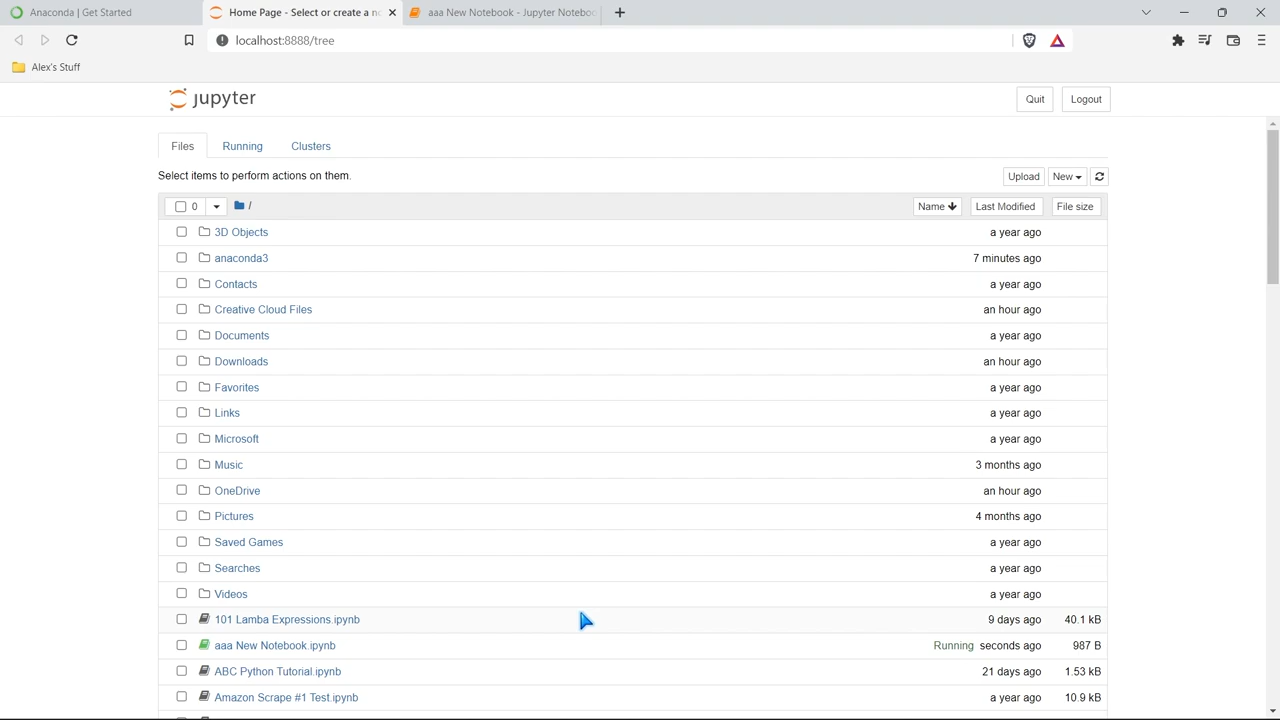 Anaconda | Get Started
Home Page - Select or create a no
aaa New Notebook - Jupyter Notebo
localhost:8888/tree
Alex's Stuff
jupyter
Quit
Logout
Files
Running
Clusters
Select items to perform actions on them.
Upload
New
0
/
Name
Last Modified
File size
3D Objects a year ago
anaconda3 7 minutes ago
Contacts a year ago
Creative Cloud Files an hour ago
Documents a year ago
Downloads an hour ago
Favorites a year ago
Links a year ago
Microsoft a year ago
Music 3 months ago
OneDrive an hour ago
Pictures 4 months ago
Saved Games a year ago
Searches a year ago
Videos a year ago
101 Lamba Expressions.ipynb 9 days ago 40.1 kB
aaa New Notebook.ipynb Running seconds ago 987 B
ABC Python Tutorial.ipynb 21 days ago 1.53 kB
Amazon Scrape #1 Test.ipynb a year ago 10.9 kB